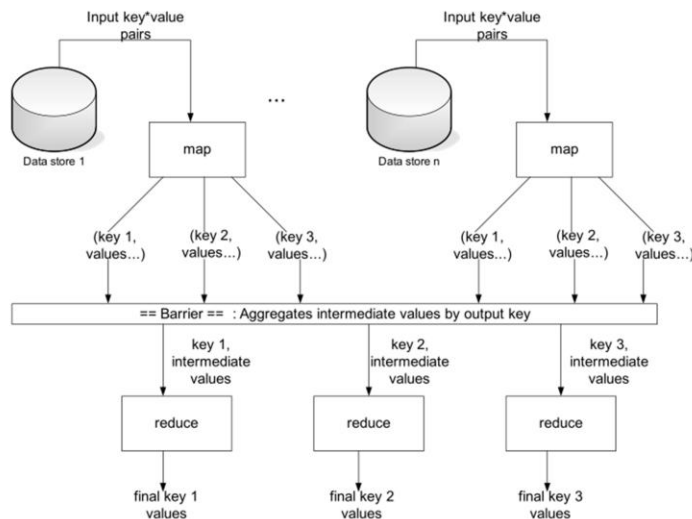 Input key*value
pairs
Input key*value
pairs
...
Data store 1
map
Data store n
map
(key 1,
values...)
(key 2,
values...)
(key 3,
values...)
(key 1,
values...)
(key 2,
values...)
(key 3,
values...)
== Barrier == : Aggregates intermediate values by output key
key 1,
intermediate
values
key 2,
intermediate
values
key 3,
intermediate
values
reduce
reduce
reduce
final key 1
values
final key 2
values
final key 3
values